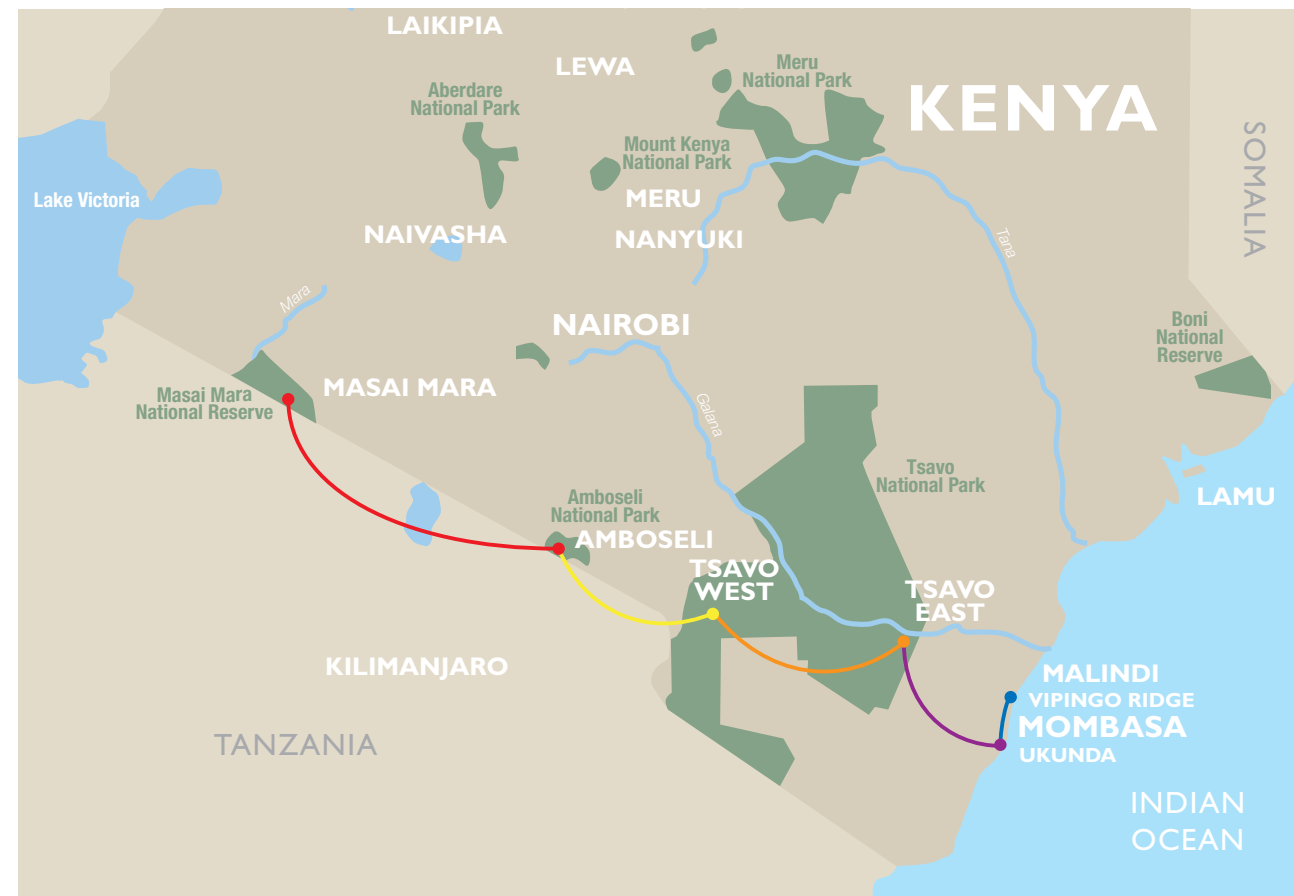 LAIKIPIA
LEWA
Meru
National Park
Aberdare
National Park
KENYA
SOMALIA
Mount Kenya
National Park
MERU
Lake Victoria
NAIVASHA
NANYUKI
Tana
Mara
NAIROBI
Boni
National
Reserve
Masai Mara
National Reserve
MASAI MARA
Galana
Tsavo
National Park
LAMU
Amboseli
National Park
AMBOSELI
TSAVO
WEST
TSAVO
EAST
KILIMANJARO
MALINDI
VIPINGO RIDGE
MOMBASA
UKUNDA
TANZANIA
INDIAN
OCEAN